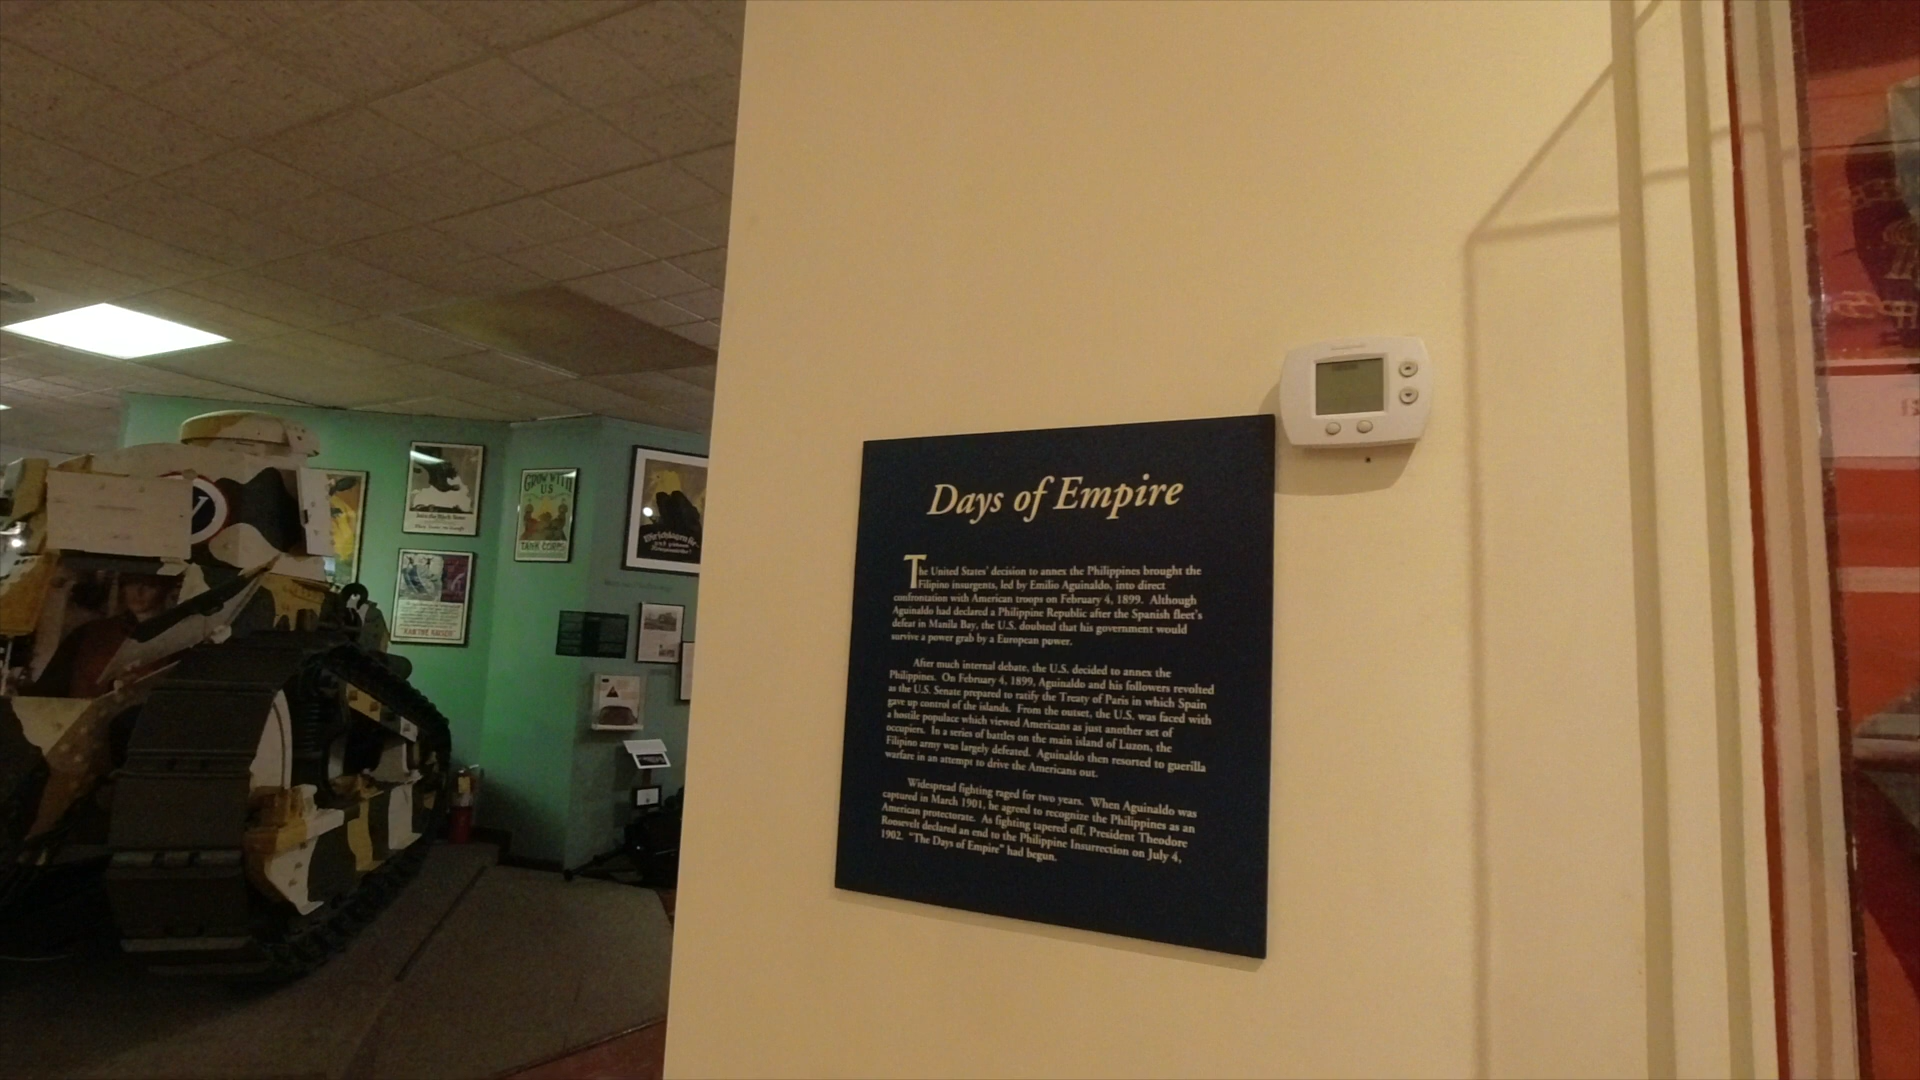 GROW WITH
US
TANK CORPS
Days of Empire
The United States' decision to annex the Philippines brought the
Filipino insurgents, led by Emilio Aguinaldo, into direct
confrontation with American troops on February 4, 1899. Although
Aguinaldo had declared a Philippine Republic after the Spanish fleet's
defeat in Manila Bay, the U.S. doubted that his government would
survive a power grab by a European power.
After much internal debate, the U.S. decided to annex the
Philippines. On February 4, 1899, Aguinaldo and his followers revolted
as the U.S. Senate prepared to ratify the Treaty of Paris in which Spain
gave up control of the islands. From the outset, the U.S. was faced with
a hostile populace which viewed Americans as just another set of
occupiers. In a series of battles on the main island of Luzon, the
Filipino army was largely defeated. Aguinaldo then resorted to guerilla
warfare in an attempt to drive the Americans out.
Widespread fighting raged for two years. When Aguinaldo was
captured in March 1901, he agreed to recognize the Philippines as an
American protectorate. As fighting tapered off, President Theodore
Roosevelt declared an end to the Philippine Insurrection on July 4,
1902. "The Days of Empire" had begun.